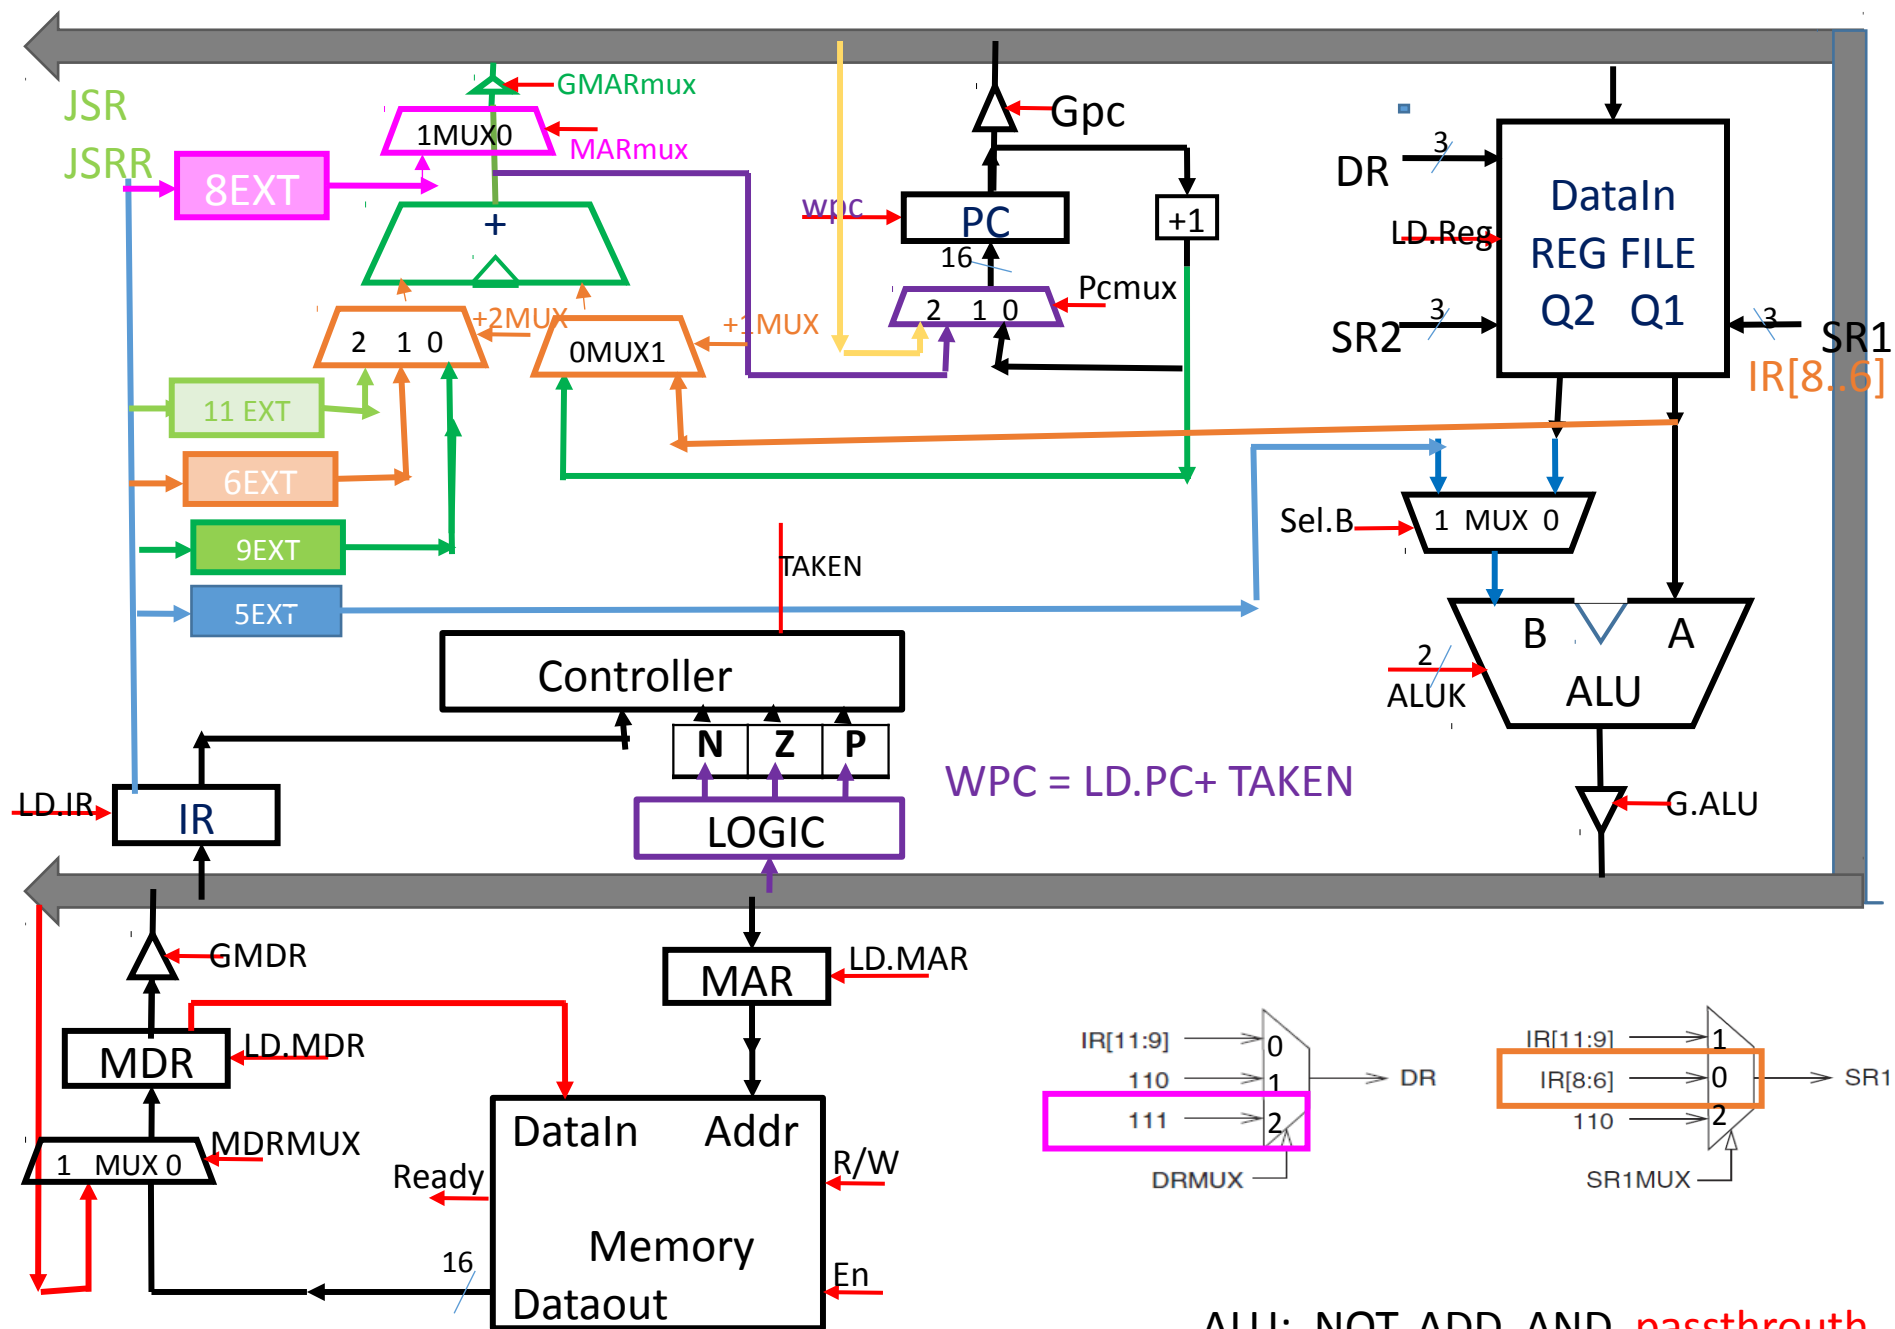 JSR
JSRR
GMARmux
1MUX0
MARmux
8EXT
+
wpc
Gpc
PC
+1
16
Pcmux
2 1 0
DR
3
DataIn
LD.Reg
REG FILE
Q2 Q1
SR2
3
3
SR1
IR[8..6]
+2MUX
2 1 0
+1MUX
0MUX1
11 EXT
6EXT
9EXT
5EXT
TAKEN
Sel.B
1 MUX 0
B A
2
ALUK
ALU
Controller
N Z P
WPC = LD.PC+ TAKEN
G.ALU
LD.IR
IR
LOGIC
GMDR
MAR
LD.MAR
MDR
LD.MDR
1 MUX 0
MDRMUX
DataIn Addr
Ready
R/W
Memory
16
En
Dataout
IR[11:9]
0
110
1
DR
111
2
DRMUX
IR[11:9]
1
IR[8:6]
0
SR1
110
2
SR1MUX
ALU: NOT ADD AND passthrouth